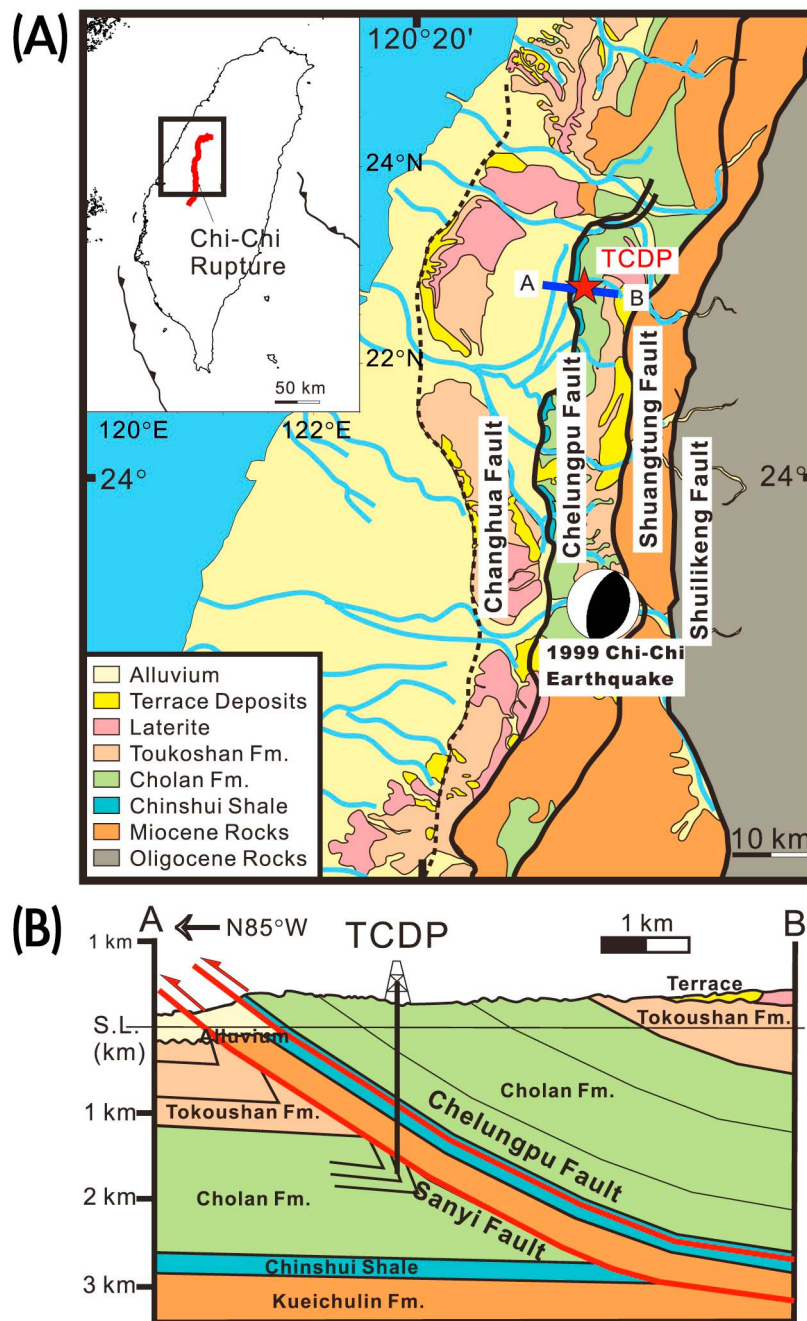 (A)
120°20'
24°N
Chi-Chi
Rupture
TCDP
A
B
22°N
50 km
120°E
122°E
24°
24°
Changhua Fault
Chelungpu Fault
Shuangtung Fault
Shuilikeng Fault
1999 Chi-Chi
Earthquake
Alluvium
Terrace Deposits
Laterite
Toukoshan Fm.
Cholan Fm.
Chinshui Shale
Miocene Rocks
Oligocene Rocks
10 km
(B)
A
N85°W
TCDP
1 km
B
1 km
Terrace
Tokoushan Fm.
S.L.
(km)
Alluvium
Cholan Fm.
1 km
Tokoushan Fm.
Chelungpu Fault
2 km
Cholan Fm.
Sanyi Fault
Chinshui Shale
3 km
Kueichulin Fm.